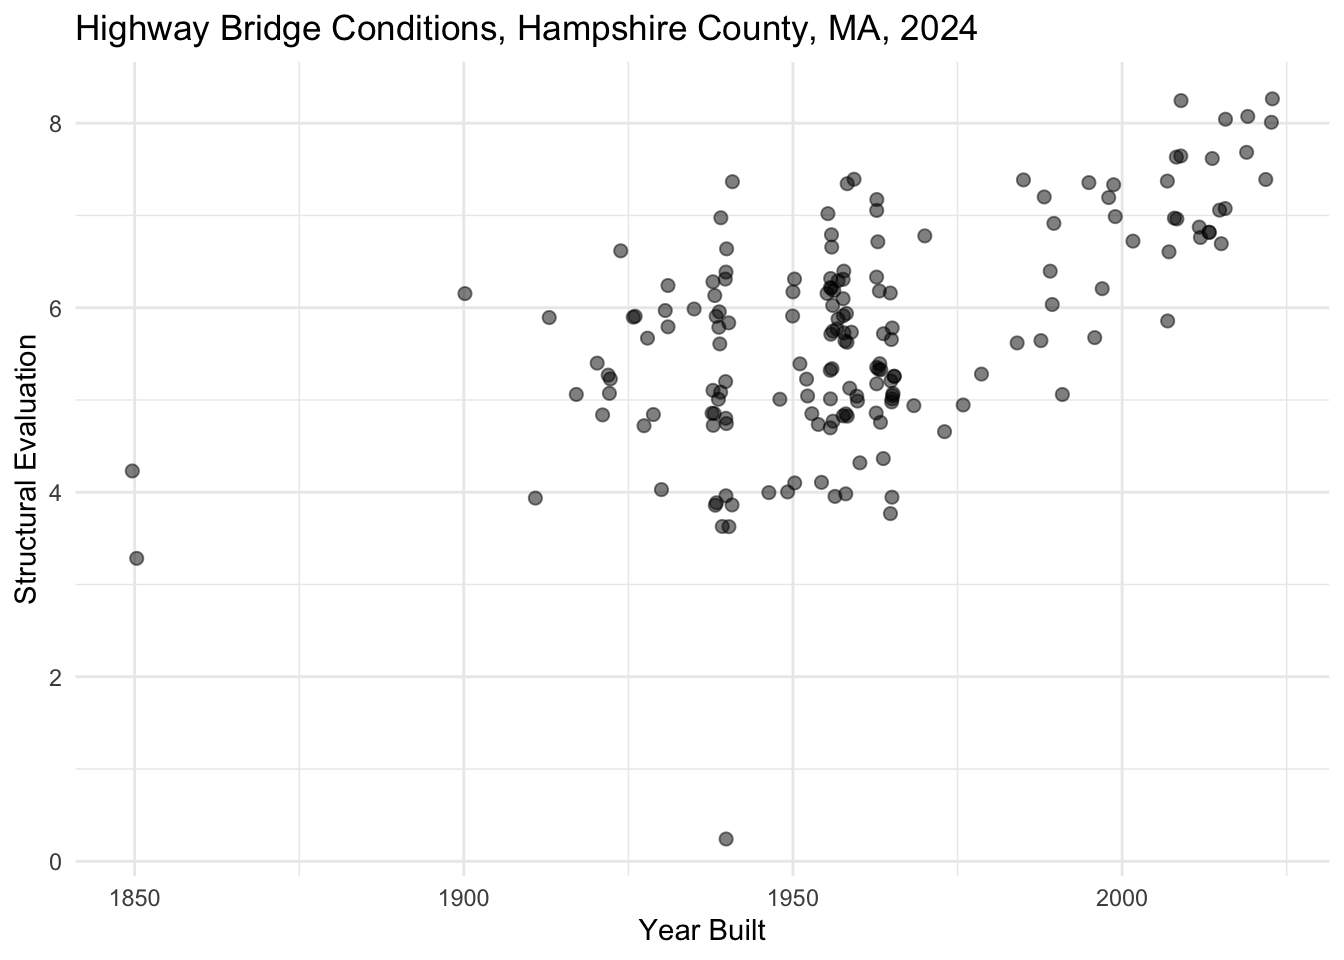 Highway Bridge Conditions, Hampshire County, MA, 2024
8
6
4
2
0
Structural Evaluation
1850 1900 1950 2000
Year Built